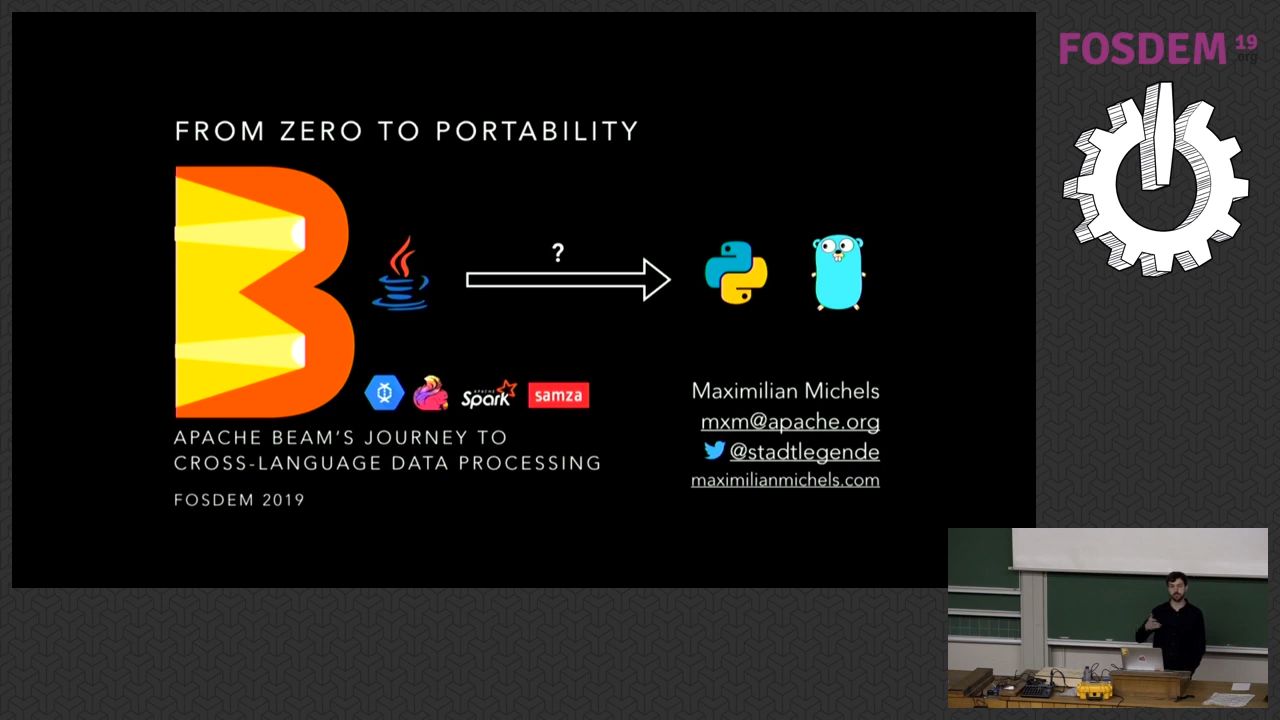 FROM ZERO TO PORTABILITY
?
APACHE Spark
samza
APACHE BEAM'S JOURNEY TO
CROSS-LANGUAGE DATA PROCESSING
FOSDEM 2019
Maximilian Michels
mxm@apache.org
@stadtlegende
maximilianmichels.com
FOSDEM 19
.org